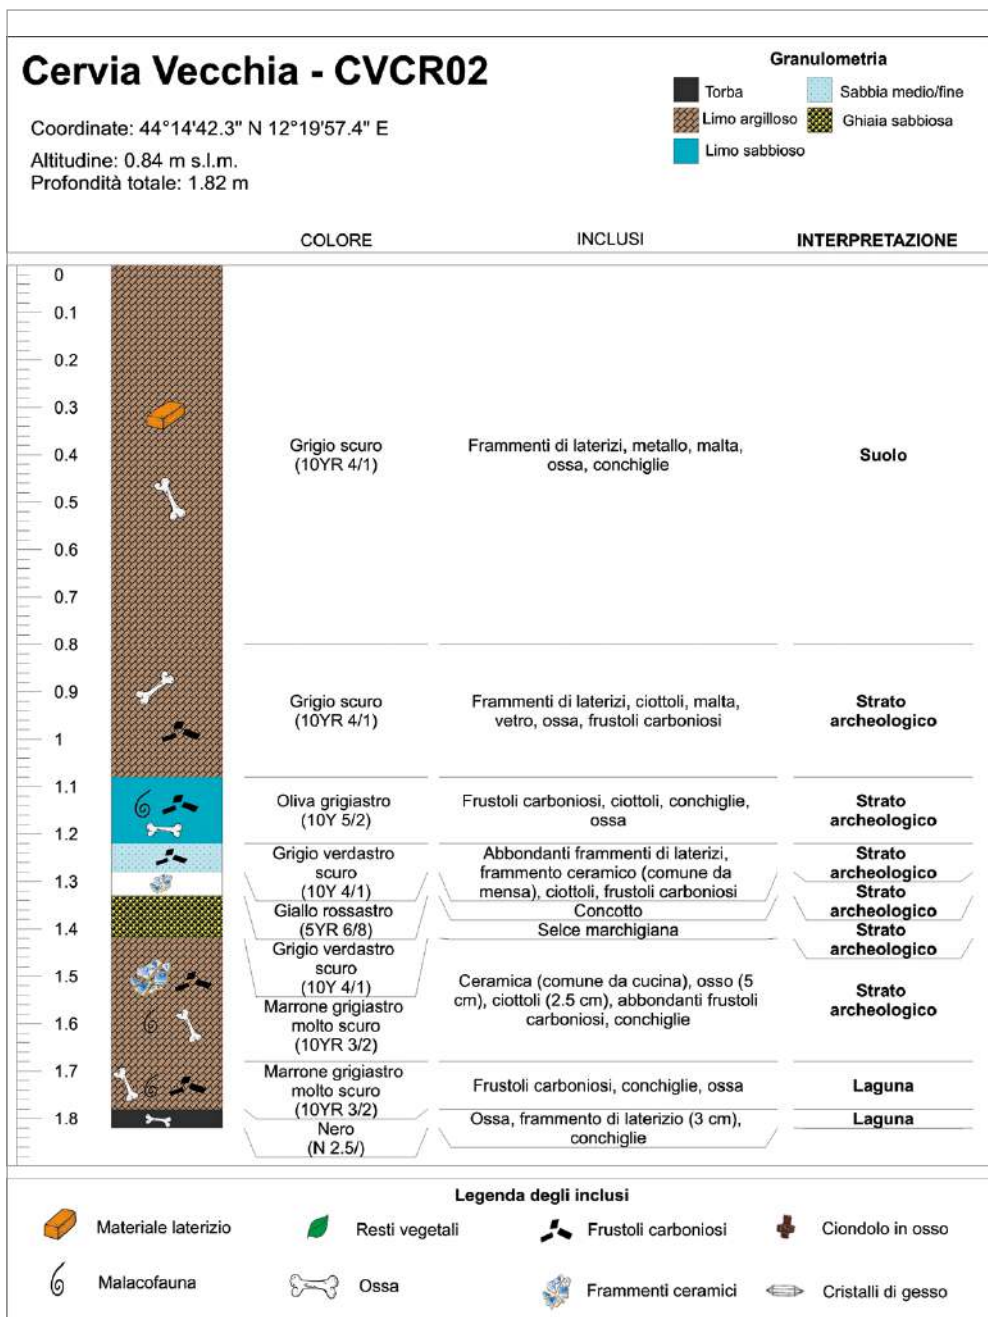 Cervia Vecchia - CVCR02
Coordinate: 44°14'42.3" N 12°19'57.4" E
Altitudine: 0.84 m s.l.m.
Profondità totale: 1.82 m
Granulometria
Torba
Sabbia medio/fine
Limo argilloso
Ghiaia sabbiosa
Limo sabbioso
COLORE
INCLUSI
INTERPRETAZIONE
0
0.1
0.2
0.3
0.4
0.5
0.6
0.7
0.8
0.9
1
1.1
1.2
1.3
1.4
1.5
1.6
1.7
1.8
Grigio scuro
(10YR 4/1)
Frammenti di laterizi, metallo, malta,
ossa, conchiglie
Suolo
Grigio scuro
(10YR 4/1)
Frammenti di laterizi, ciottoli, malta,
vetro, ossa, frustoli carboniosi
Strato
archeologico
Oliva grigiastro
(10Y 5/2)
Frustoli carboniosi, ciottoli, conchiglie,
ossa
Strato
archeologico
Grigio verdastro
scuro
(10Y 4/1)
Abbondanti frammenti di laterizi,
frammento ceramico (comune da
mensa), ciottoli, frustoli carboniosi
Strato
archeologico
Giallo rossastro
(5YR 6/8)
Concotto
Strato
archeologico
Grigio verdastro
scuro
(10Y 4/1)
Selce marchigiana
Strato
archeologico
Marrone grigiastro
molto scuro
(10YR 3/2)
Ceramica (comune da cucina), osso (5
cm), ciottoli (2.5 cm), abbondanti frustoli
carboniosi, conchiglie
Strato
archeologico
Marrone grigiastro
molto scuro
(10YR 3/2)
Frustoli carboniosi, conchiglie, ossa
Laguna
Nero
(N 2.5/)
Ossa, frammento di laterizio (3 cm),
conchiglie
Laguna
Legenda degli inclusi
Materiale laterizio
Resti vegetali
Frustoli carboniosi
Ciondolo in osso
Malacofauna
Ossa
Frammenti ceramici
Cristalli di gesso